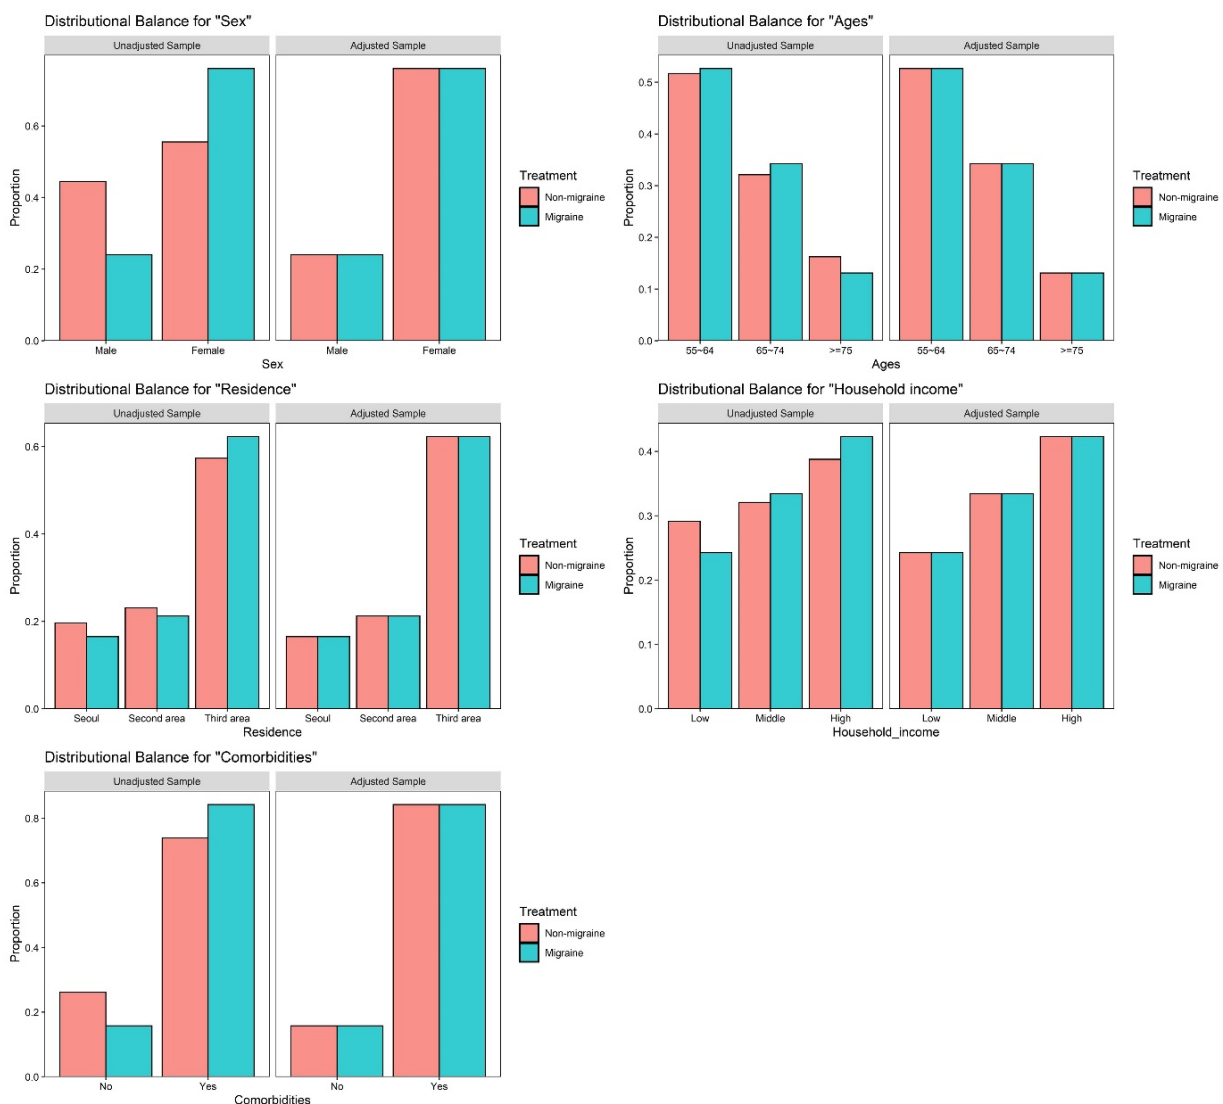 Distributional Balance for "Sex"
Unadjusted Sample
Adjusted Sample
Proportion
0.6
0.4
0.2
0.0
Male
Female
Male
Female
Sex
Treatment
Non-migraine
Migraine
Distributional Balance for "Ages"
Unadjusted Sample
Adjusted Sample
Proportion
0.5
0.4
0.3
0.2
0.1
0.0
55~64
65~74
>=75
55~64
65~74
>=75
Ages
Treatment
Non-migraine
Migraine
Distributional Balance for "Residence"
Unadjusted Sample
Adjusted Sample
Proportion
0.6
0.4
0.2
0.0
Seoul
Second area
Third area
Seoul
Second area
Third area
Residence
Treatment
Non-migraine
Migraine
Distributional Balance for "Household income"
Unadjusted Sample
Adjusted Sample
Proportion
0.4
0.3
0.2
0.1
0.0
Low
Middle
High
Low
Middle
High
Household_income
Treatment
Non-migraine
Migraine
Distributional Balance for "Comorbidities"
Unadjusted Sample
Adjusted Sample
Proportion
0.8
0.6
0.4
0.2
0.0
No
Yes
No
Yes
Comorbidities
Treatment
Non-migraine
Migraine